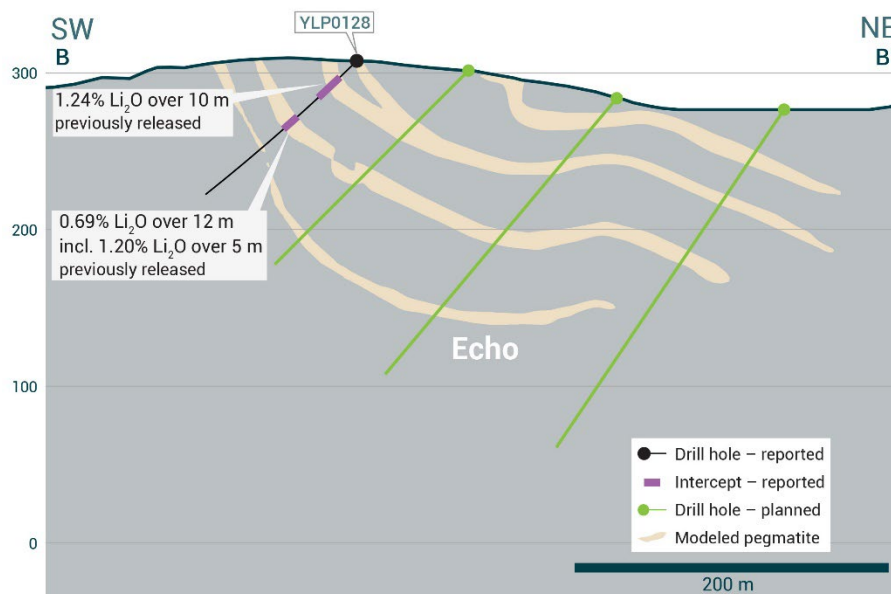 SW
YLP0128
NE
B
B
300
1.24% Li₂O over 10 m
previously released
200
0.69% Li₂O over 12 m
incl. 1.20% Li₂O over 5 m
previously released
Echo
100
Drill hole – reported
Intercept – reported
Drill hole – planned
Modeled pegmatite
0
200 m